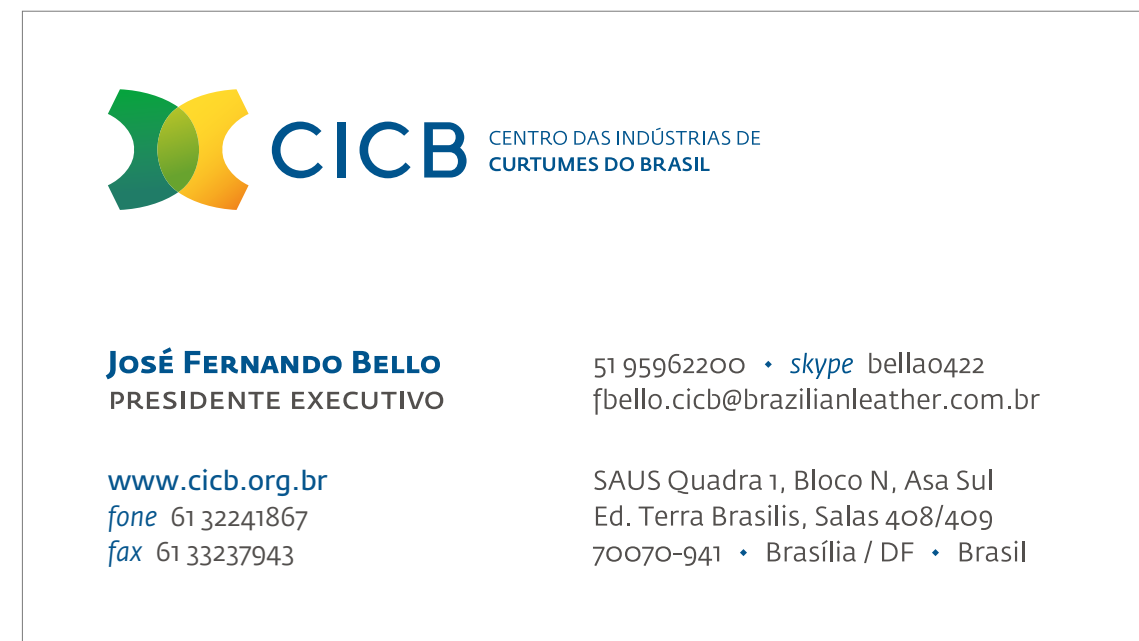 CICB
CENTRO DAS INDÚSTRIAS DE
CURTUMES DO BRASIL
JOSÉ FERNANDO BELLO
PRESIDENTE EXECUTIVO
51 95962200 • skype bella0422
fbello.cicb@brazilianleather.com.br
www.cicb.org.br
fone 61 32241867
fax 61 33237943
SAUS Quadra 1, Bloco N, Asa Sul
Ed. Terra Brasilis, Salas 408/409
70070-941 • Brasília / DF • Brasil